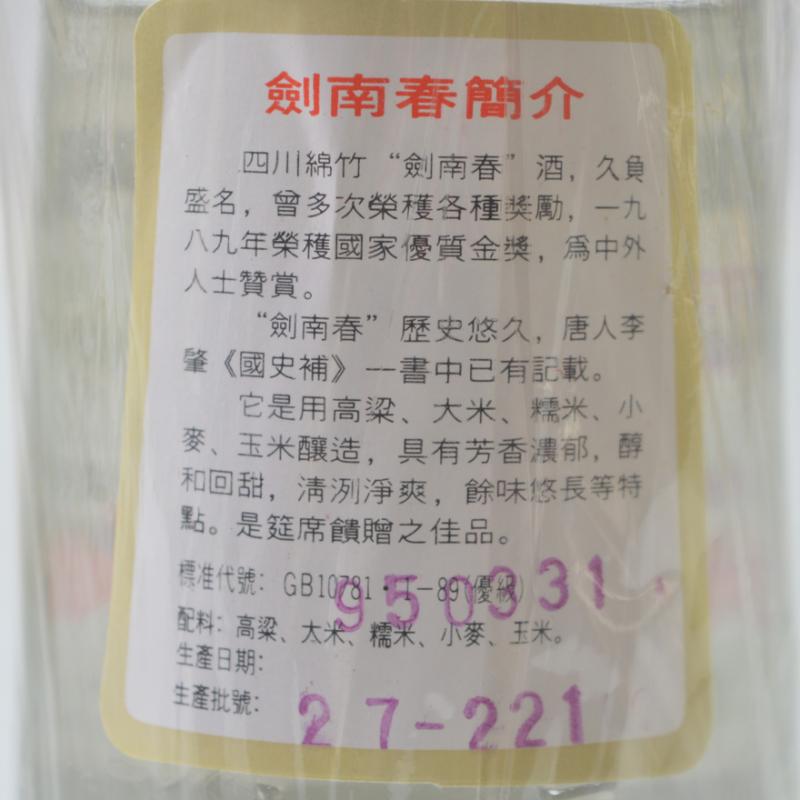 劍南春簡介
四川綿竹“劍南春”酒，久負
盛名，曾多次榮穫各種獎勵，一九
八九年榮穫國家優質金獎，爲中外
人士贊賞。
“劍南春”歷史悠久，唐人李
肇《國史補》一書中已有記載。
它是用高粱、大米、糯米、小
麥、玉米釀造，具有芳香濃郁，醇
和回甜，清洌淨爽，餘味悠長等特
點。是筵席饋贈之佳品。
標准代號：GB10781·1-89(優級)
950331
配料：高粱、大米、糯米、小麥、玉米。
生產日期：
生產批號：27-221